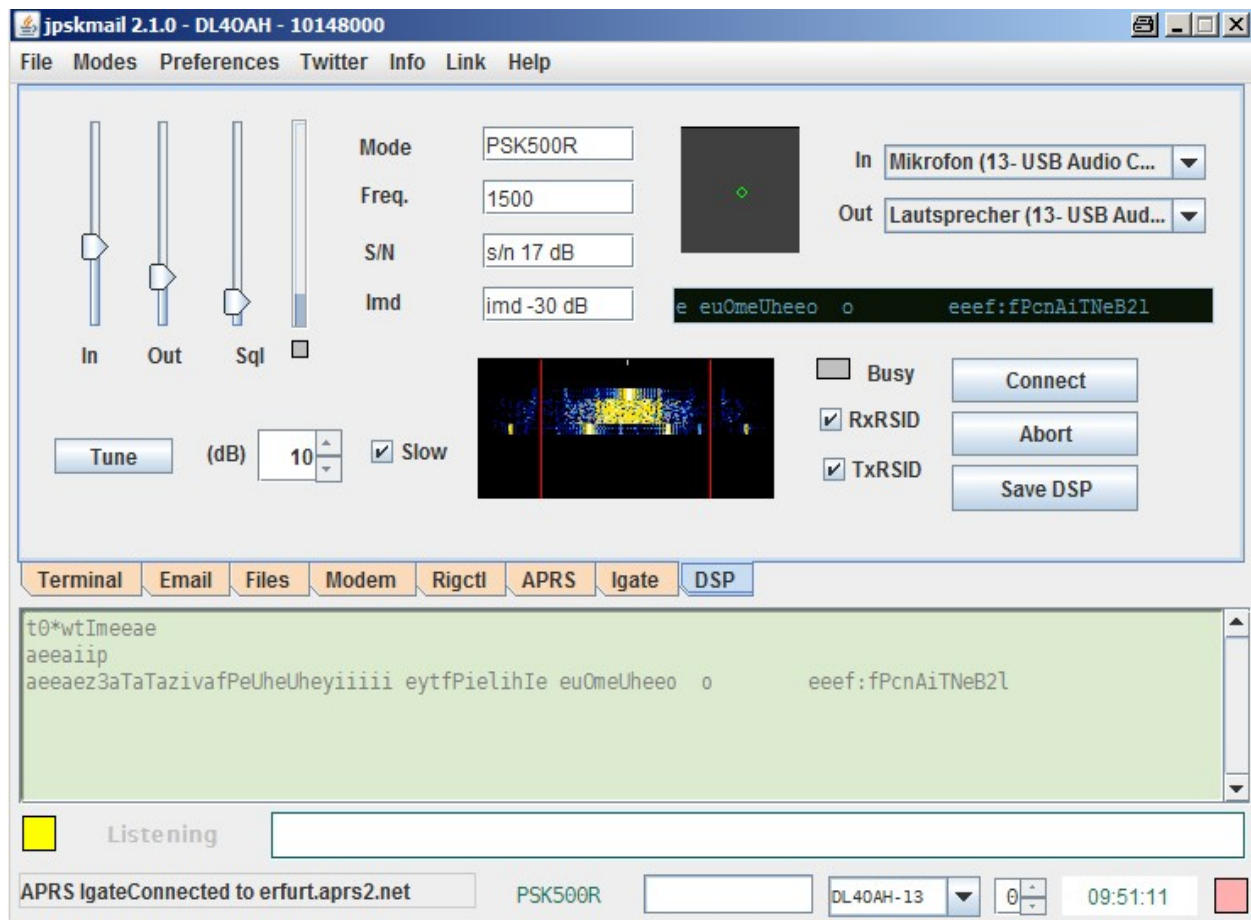 jpskmail 2.1.0 - DL4OAH - 10148000
File Modes Preferences Twitter Info Link Help
Mode PSK500R
In Mikrofon (13- USB Audio C...
Freq. 1500
Out Lautsprecher (13- USB Aud...
S/N s/n 17 dB
Imd imd -30 dB
e euOmeUheeo o eeef:fPcnAiTNeB2l
In Out Sql
Busy Connect
RxRSID
Abort
Tune (dB) 10 Slow
TxRSID
Save DSP
Terminal Email Files Modem Rigctl APRS Igate DSP
t0*wtImeeae
aeeaiip
aeeaez3aTaTazivafPeUheUheyiiiii eytfPielihIe euOmeUheeo o eeef:fPcnAiTNeB2l
Listening
APRS IgateConnected to erfurt.aprs2.net PSK500R DL4OAH-13 0 09:51:11